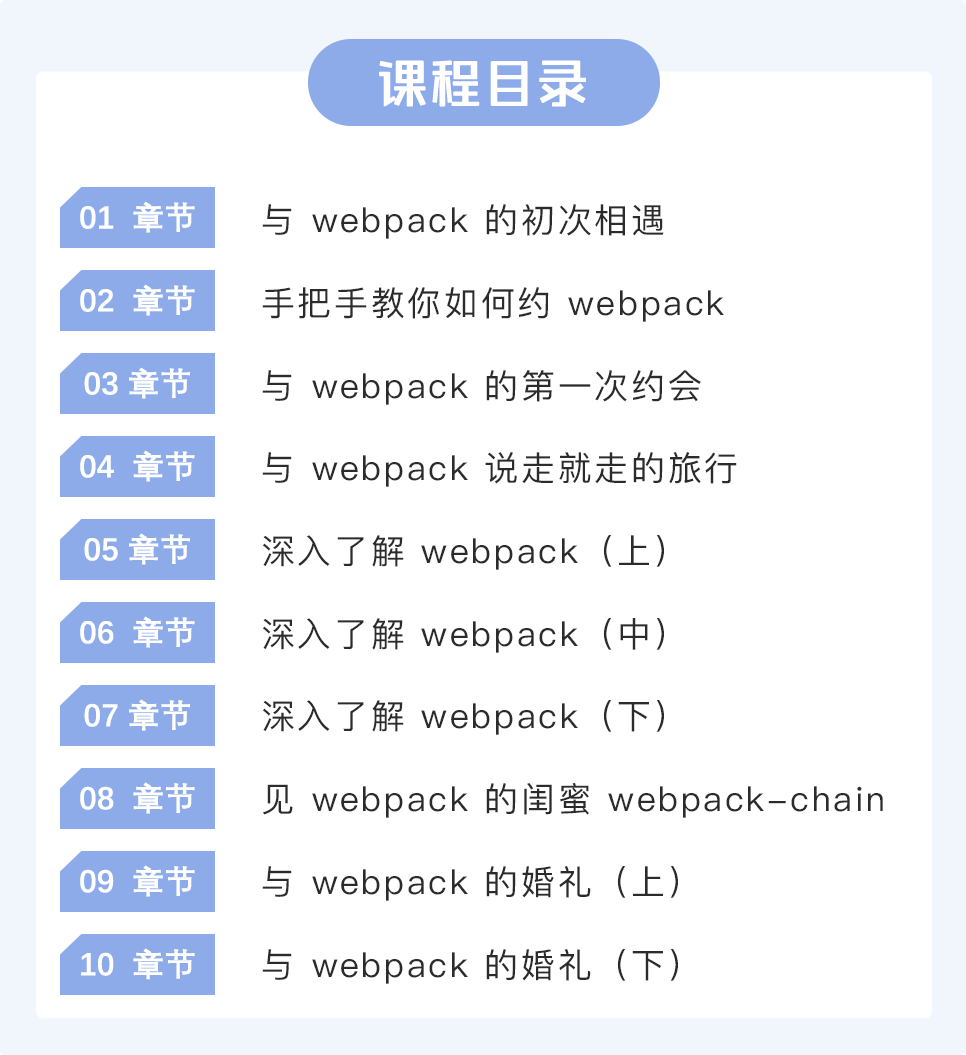 课程目录
01 章节 与 webpack 的初次相遇
02 章节 手把手教你如何约 webpack
03 章节 与 webpack 的第一次约会
04 章节 与 webpack 说走就走的旅行
05 章节 深入了解 webpack（上）
06 章节 深入了解 webpack（中）
07 章节 深入了解 webpack（下）
08 章节 见 webpack 的闺蜜 webpack-chain
09 章节 与 webpack 的婚礼（上）
10 章节 与 webpack 的婚礼（下）